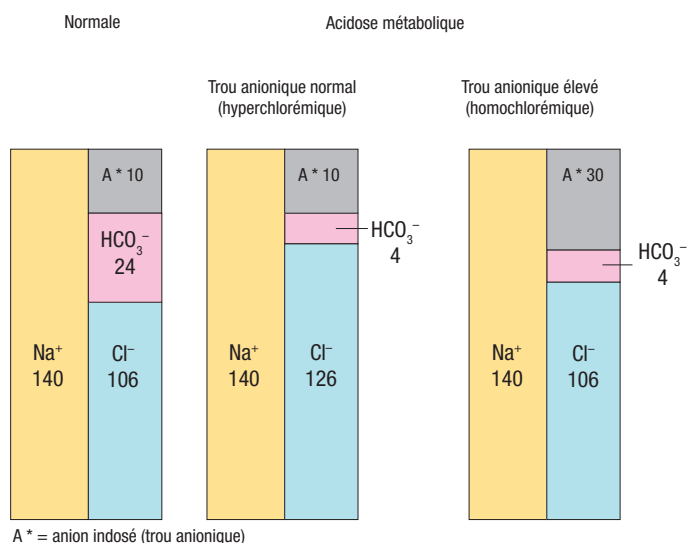 Normale
Acidose métabolique
Trou anionique normal
(hyperchlorémique)
Trou anionique élevé
(homochlorémique)
A * 10
HCO₃⁻
24
Na⁺
140
Cl⁻
106
A * 10
HCO₃⁻
4
Na⁺
140
Cl⁻
126
A * 30
HCO₃⁻
4
Na⁺
140
Cl⁻
106
A * = anion indosé (trou anionique)